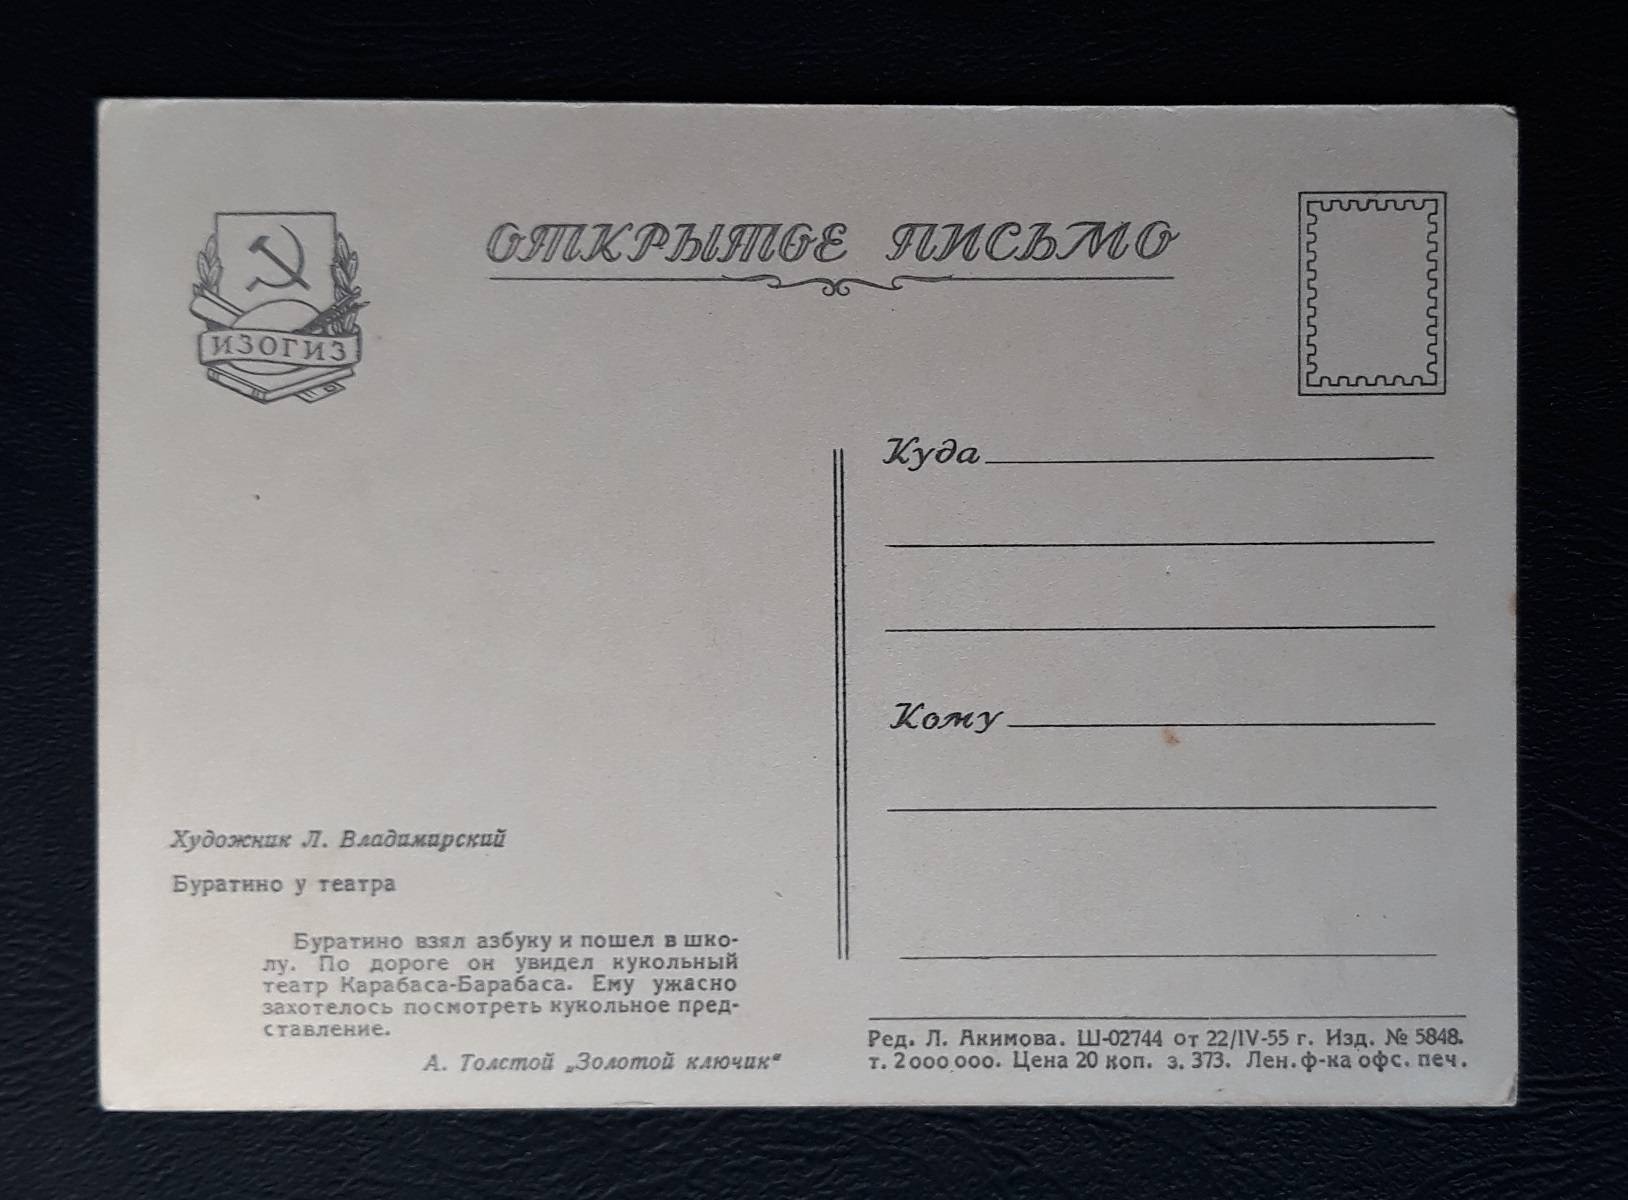 ОТКРЫТОЕ ПИСЬМО
ИЗОГИЗ
Куда
Кому
Художник Л. Владимирский
Буратино у театра
Буратино взял азбуку и пошел в шко-
лу. По дороге он увидел кукольный
театр Карабаса-Барабаса. Ему ужасно
захотелось посмотреть кукольное пред-
ставление.
А. Толстой „Золотой ключик“
Ред. Л. Акимова. Ш-02744 от 22/IV-55 г. Изд. № 5848.
т. 2 000 000. Цена 20 коп. з. 373. Лен. ф-ка офс. печ.